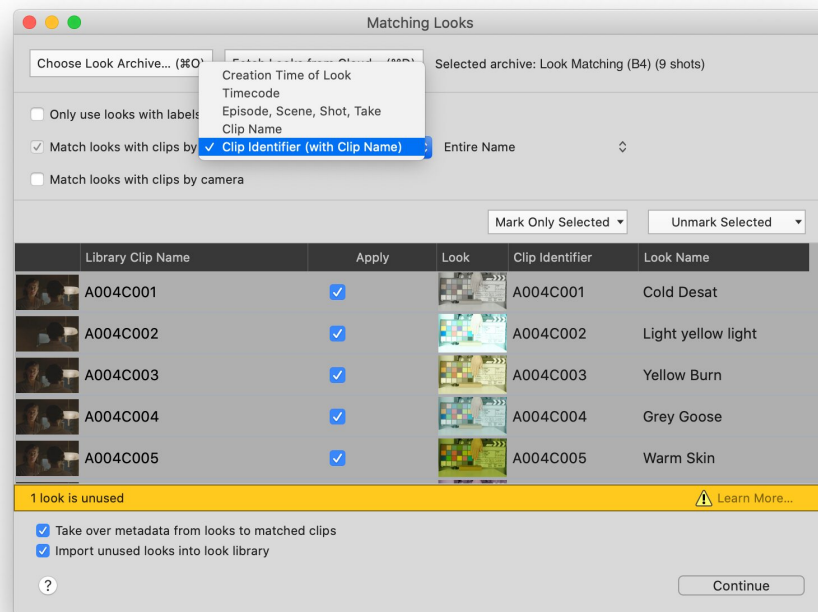 Matching Looks
Choose Look Archive... (⌘O)
Selected archive: Look Matching (B4) (9 shots)
Creation Time of Look
Timecode
Episode, Scene, Shot, Take
Clip Name
✓ Clip Identifier (with Clip Name)
Only use looks with labels
Match looks with clips by
Entire Name
Match looks with clips by camera
Mark Only Selected
Unmark Selected
Library Clip Name Apply Look Clip Identifier Look Name
A004C001 A004C001 Cold Desat
A004C002 A004C002 Light yellow light
A004C003 A004C003 Yellow Burn
A004C004 A004C004 Grey Goose
A004C005 A004C005 Warm Skin
1 look is unused
Learn More...
Take over metadata from looks to matched clips
Import unused looks into look library
?
Continue